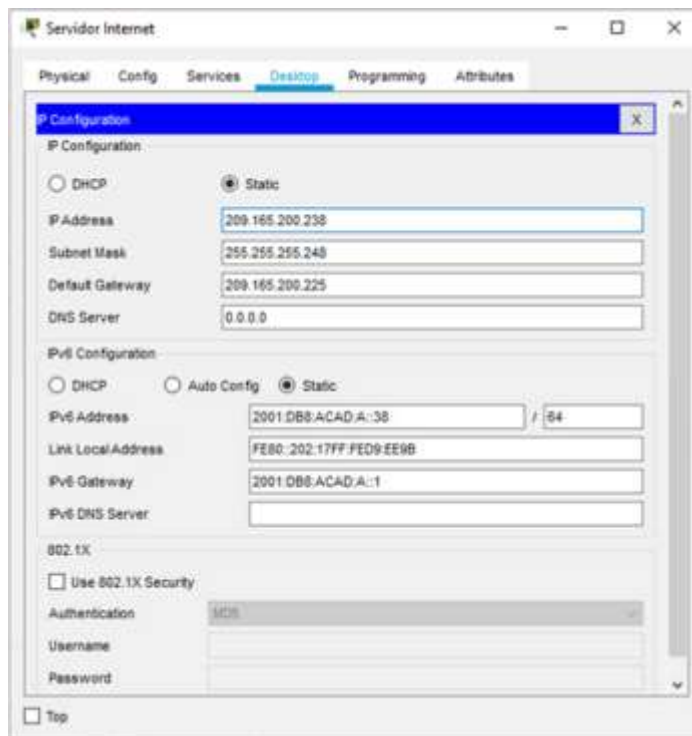 Servidor Internet
Physical Config Services Desktop Programming Attributes
IP Configuration X
IP Configuration
DHCP Static
IP Address 209.165.200.238
Subnet Mask 255.255.255.248
Default Gateway 209.165.200.225
DNS Server 0.0.0.0
IPv6 Configuration
DHCP Auto Config Static
IPv6 Address 2001:DB8:ACAD:A::38 / 64
Link Local Address FE80::202:17FF:FED9:EE9B
IPv6 Gateway 2001:DB8:ACAD:A::1
IPv6 DNS Server
802.1X
Use 802.1X Security
Authentication MD5
Username
Password
Top